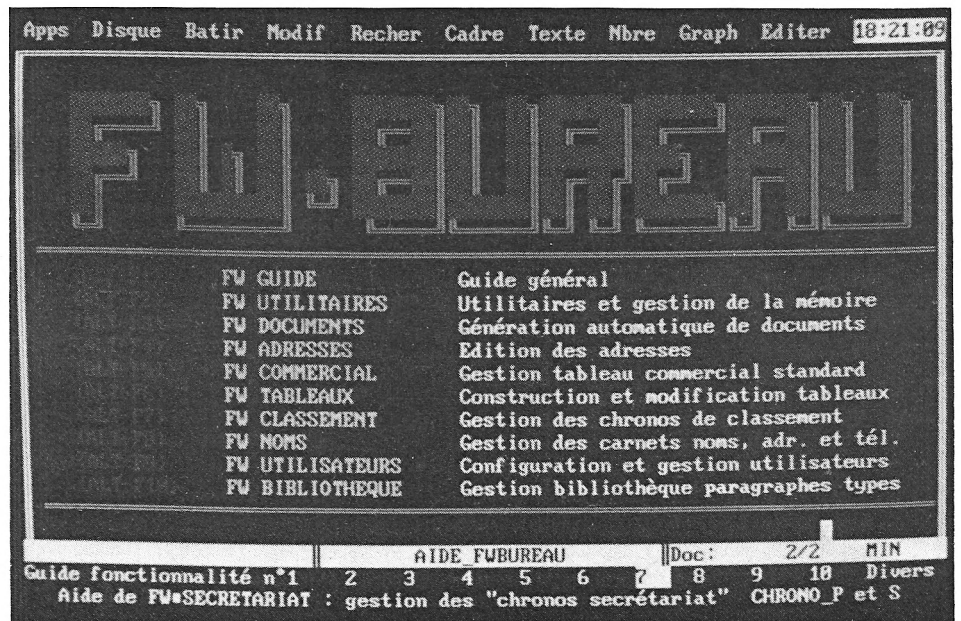 Apps Disque Batir Modif Recher Cadre Texte Nbre Graph Editer 18:21:09
FW.BUREAU
FW GUIDE Guide général
FW UTILITAIRES Utilitaires et gestion de la mémoire
FW DOCUMENTS Génération automatique de documents
FW ADRESSES Edition des adresses
FW COMMERCIAL Gestion tableau commercial standard
FW TABLEAUX Construction et modification tableaux
FW CLASSEMENT Gestion des chronos de classement
FW NOMS Gestion des carnets noms, adr. et tél.
FW UTILISATEURS Configuration et gestion utilisateurs
FW BIBLIOTHEQUE Gestion bibliothèque paragraphes types
AIDE_FWBUREAU Doc: 2/2 MIN
Guide fonctionnalité n°1 2 3 4 5 6 7 8 9 10 Divers
Aide de FW■SECRETARIAT : gestion des "chronos secrétariat" CHRONO_P et S